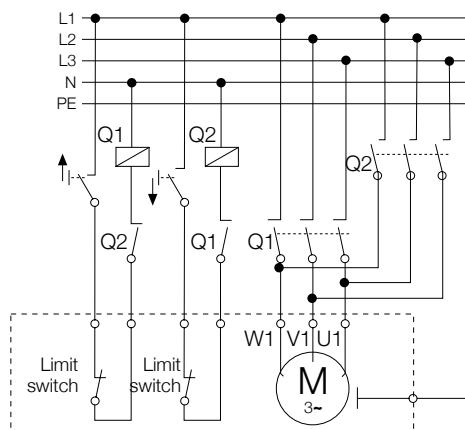 L1
L2
L3
N
PE
Q1
Q2
Q2
Q2
Q1
Q1
W1
V1
U1
Limit
switch
Limit
switch
M
3~